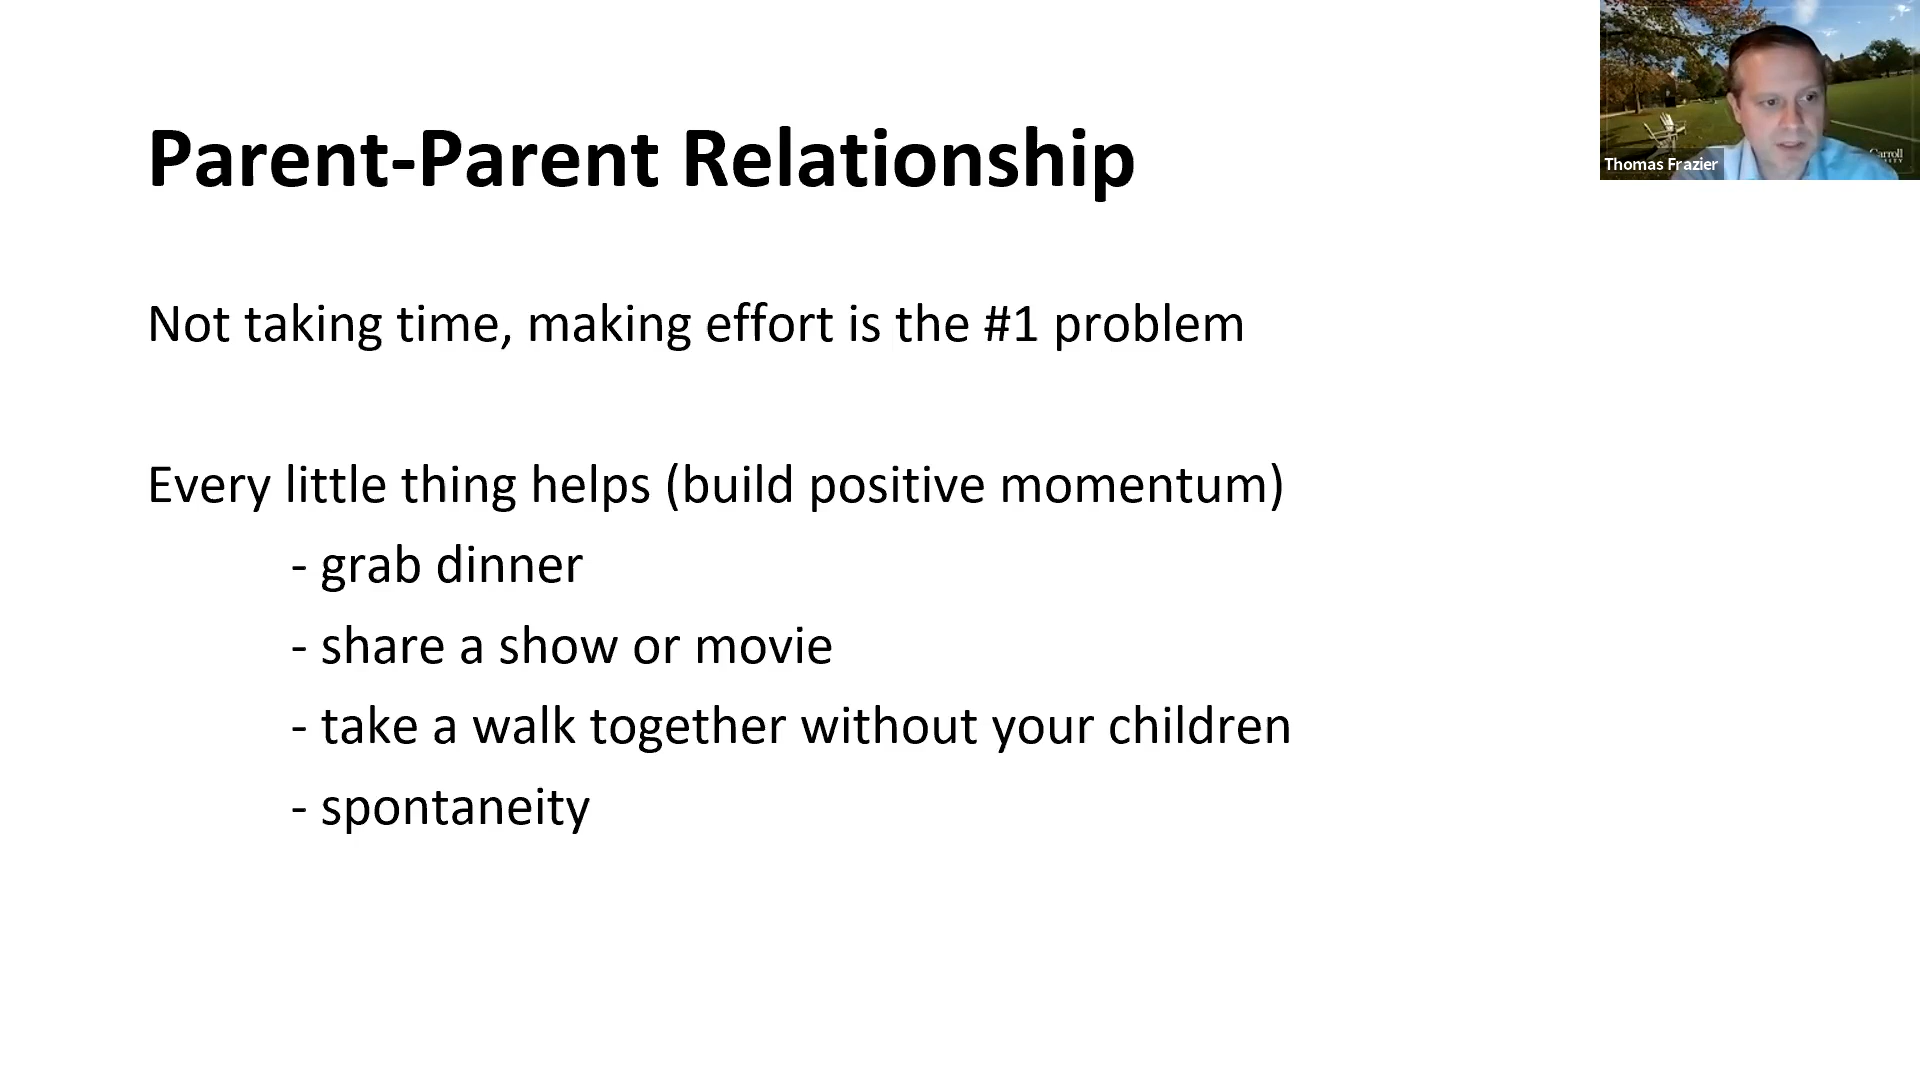 Parent-Parent Relationship
Not taking time, making effort is the #1 problem
Every little thing helps (build positive momentum)
- grab dinner
- share a show or movie
- take a walk together without your children
- spontaneity
Thomas Frazier
Carroll